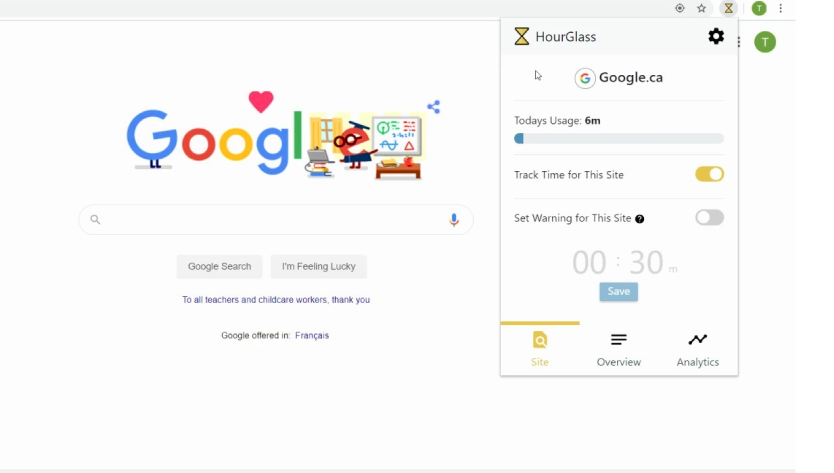 T
HourGlass
T
Google.ca
Google
Todays Usage: 6m
Track Time for This Site
Set Warning for This Site ?
00 : 30 m
Save
Google Search
I'm Feeling Lucky
To all teachers and childcare workers, thank you
Google offered in: Français
Site
Overview
Analytics